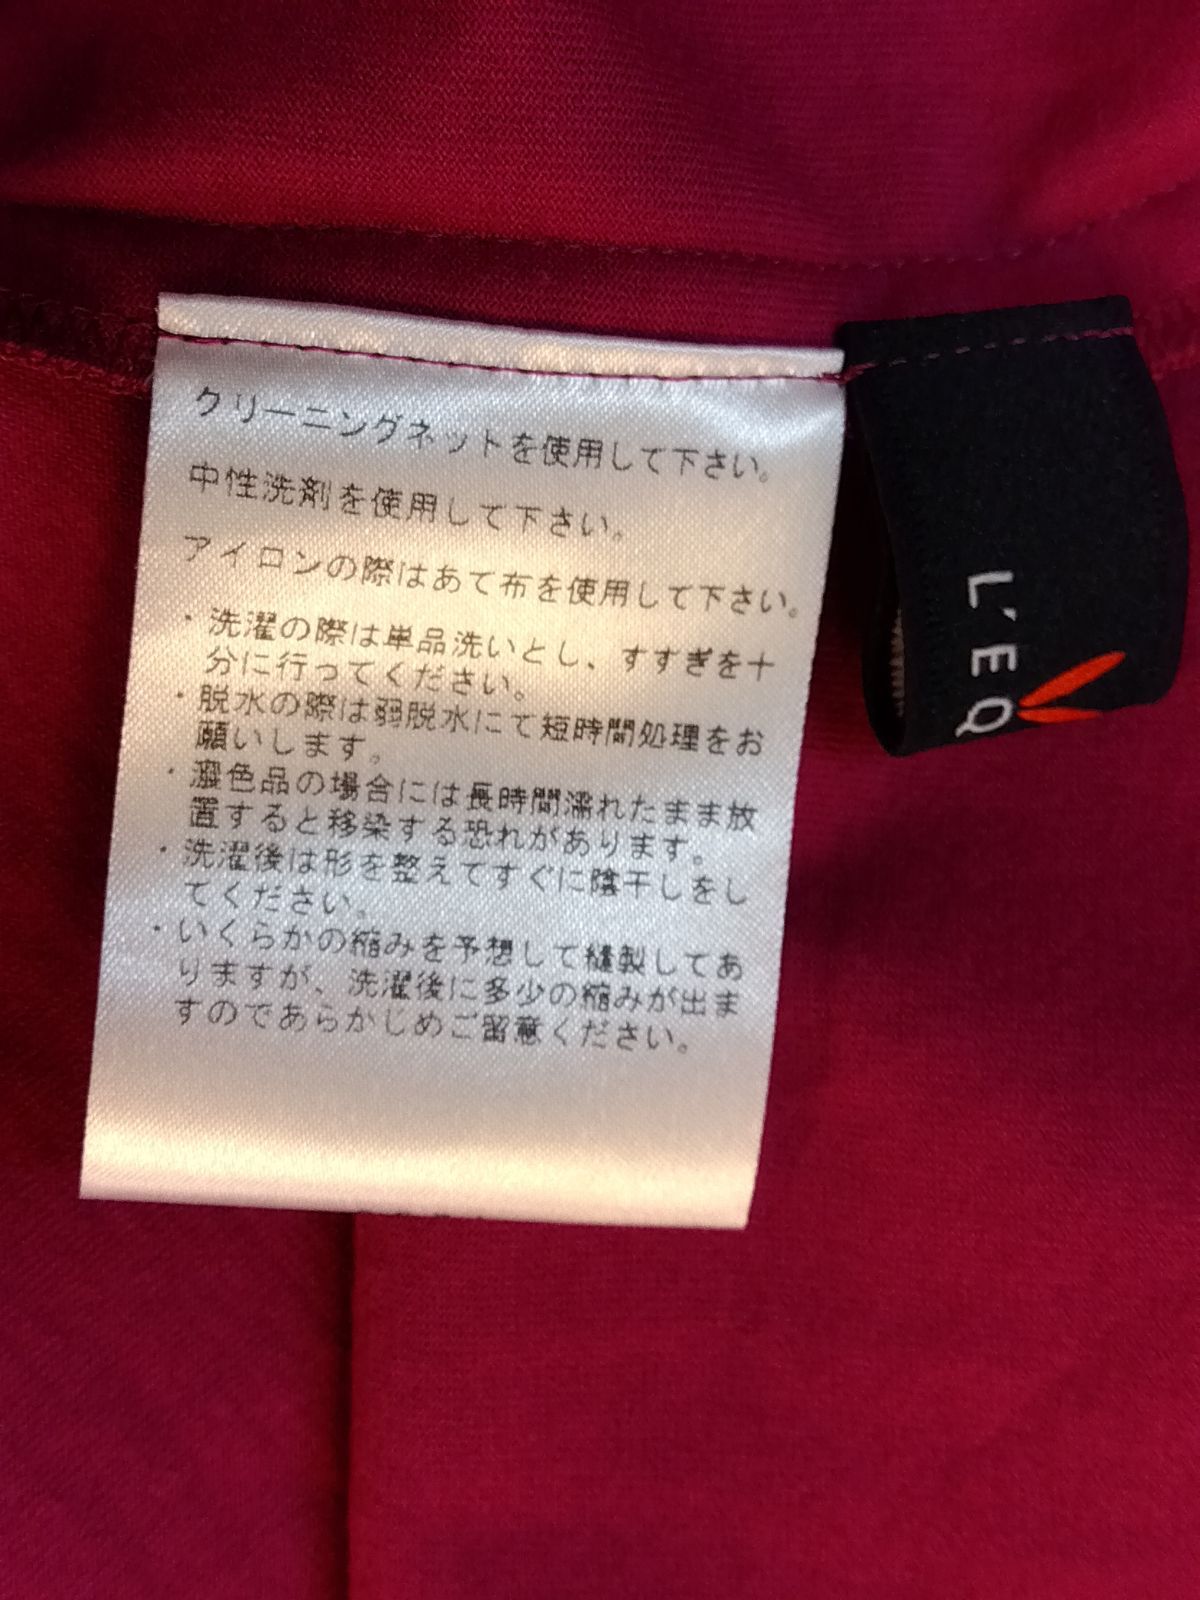 クリーニングネットを使用して下さい。
中性洗剤を使用して下さい。
アイロンの際はあて布を使用して下さい。
・洗濯の際は単品洗いとし、すすぎを十
分に行ってください。
・脱水の際は弱脱水にて短時間処理をお
願いします。
・濃色品の場合には長時間濡れたまま放
置すると移染する恐れがあります。
・洗濯後は形を整えてすぐに陰干しをし
てください。
・いくらかの縮みを予想して縫製してあ
りますが、洗濯後に多少の縮みが出ま
すのであらかじめご留意ください。
L'EQ